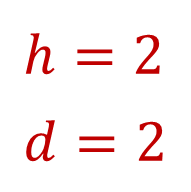 h = 2
d = 2